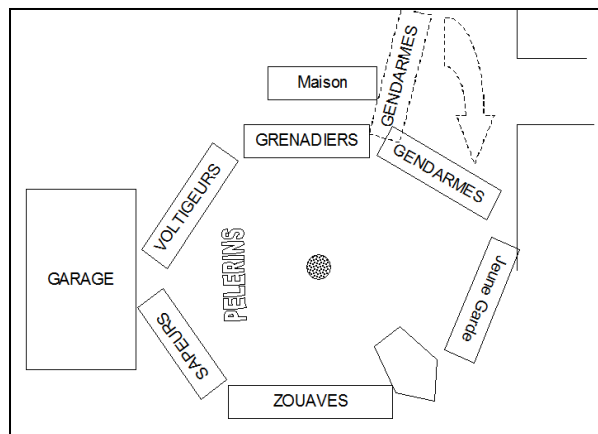 GENDARMES
Maison
GRENADIERS
GENDARMES
VOLTIGEURS
PELERINS
GARAGE
Jeune Garde
SAPEURS
ZOUAVES